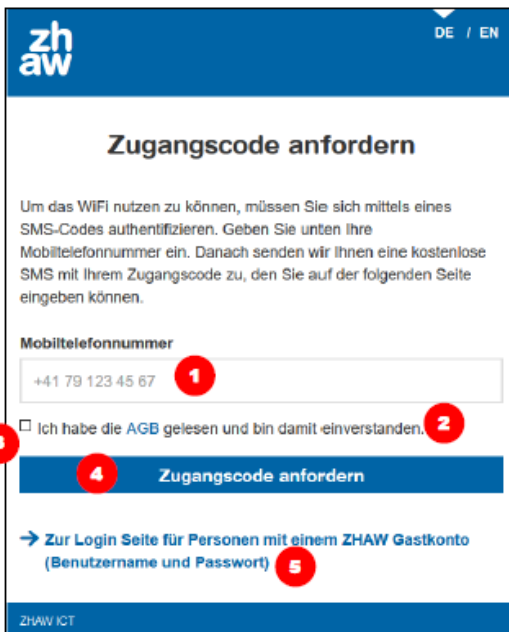 zh
aw
DE / EN
Zugangscode anfordern
Um das WiFi nutzen zu können, müssen Sie sich mittels eines
SMS-Codes authentifizieren. Geben Sie unten Ihre
Mobiltelefonnummer ein. Danach senden wir Ihnen eine kostenlose
SMS mit Ihrem Zugangscode zu, den Sie auf der folgenden Seite
eingeben können.
Mobiltelefonnummer
+41 79 123 45 67 1
Ich habe die AGB gelesen und bin damit einverstanden. 2
3
4 Zugangscode anfordern
→ Zur Login Seite für Personen mit einem ZHAW Gastkonto
(Benutzername und Passwort) 5
ZHAW ICT